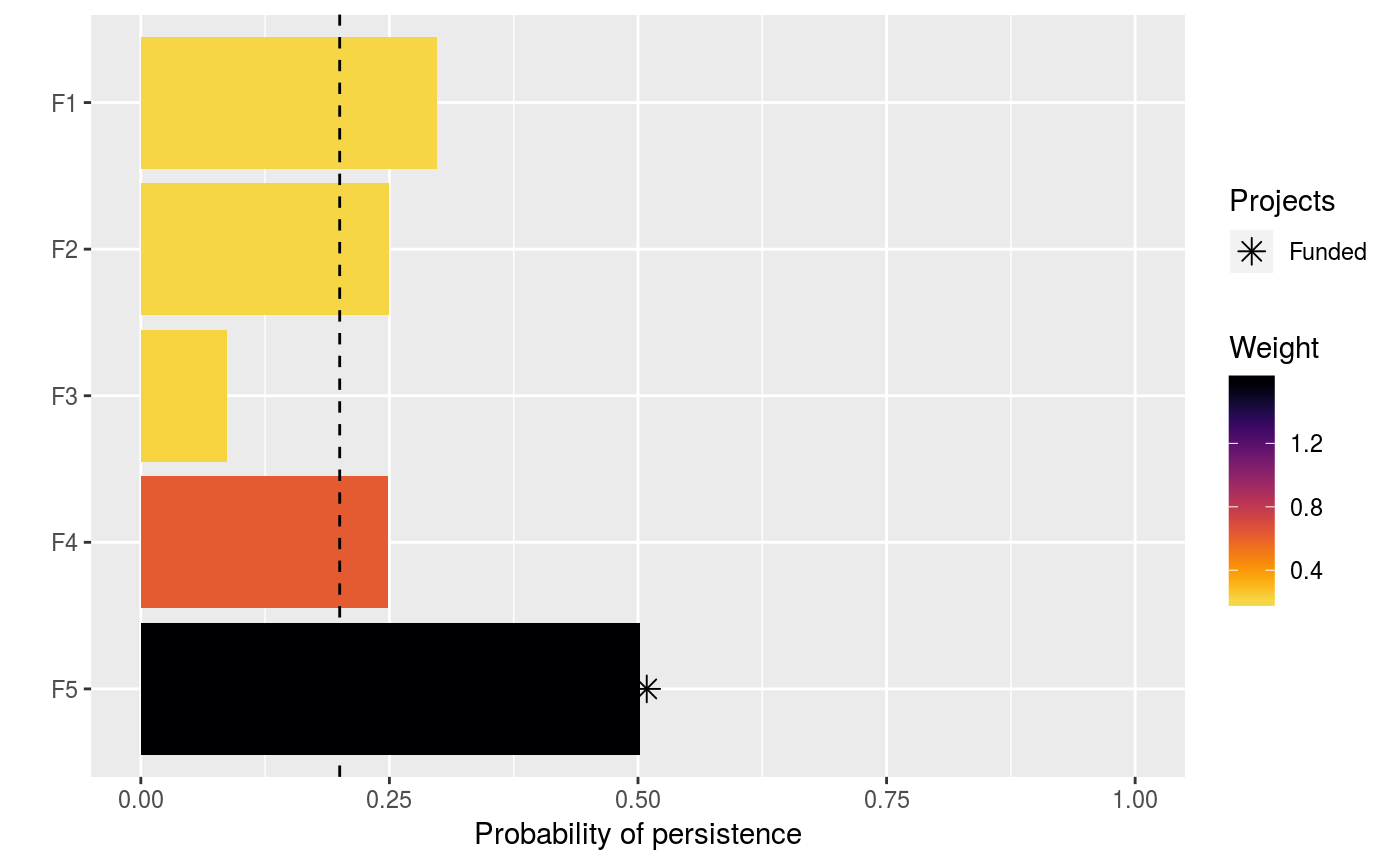 F1
F2
F3
F4
F5
0.00
0.25
0.50
0.75
1.00
Probability of persistence
Projects
Funded
Weight
1.2
0.8
0.4